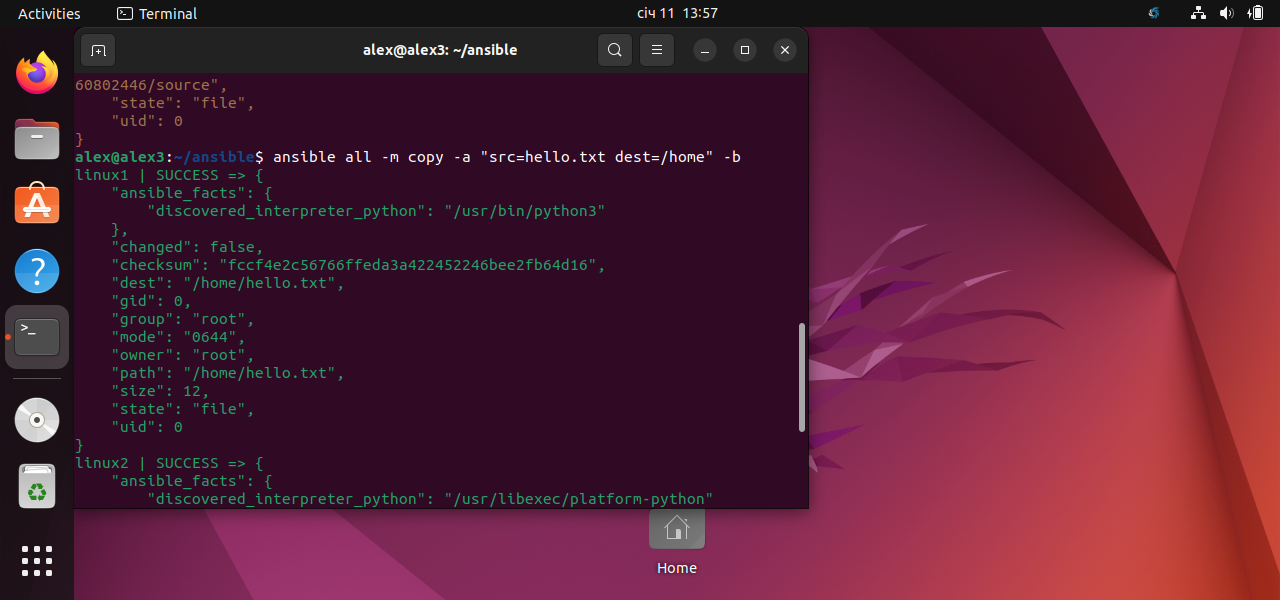 Activities Terminal січ 11 13:57
alex@alex3: ~/ansible
60802446/source",
    "state": "file",
    "uid": 0
}
alex@alex3:~/ansible$ ansible all -m copy -a "src=hello.txt dest=/home" -b
linux1 | SUCCESS => {
    "ansible_facts": {
        "discovered_interpreter_python": "/usr/bin/python3"
    },
    "changed": false,
    "checksum": "fccf4e2c56766ffeda3a422452246bee2fb64d16",
    "dest": "/home/hello.txt",
    "gid": 0,
    "group": "root",
    "mode": "0644",
    "owner": "root",
    "path": "/home/hello.txt",
    "size": 12,
    "state": "file",
    "uid": 0
}
linux2 | SUCCESS => {
    "ansible_facts": {
        "discovered_interpreter_python": "/usr/libexec/platform-python"
Home